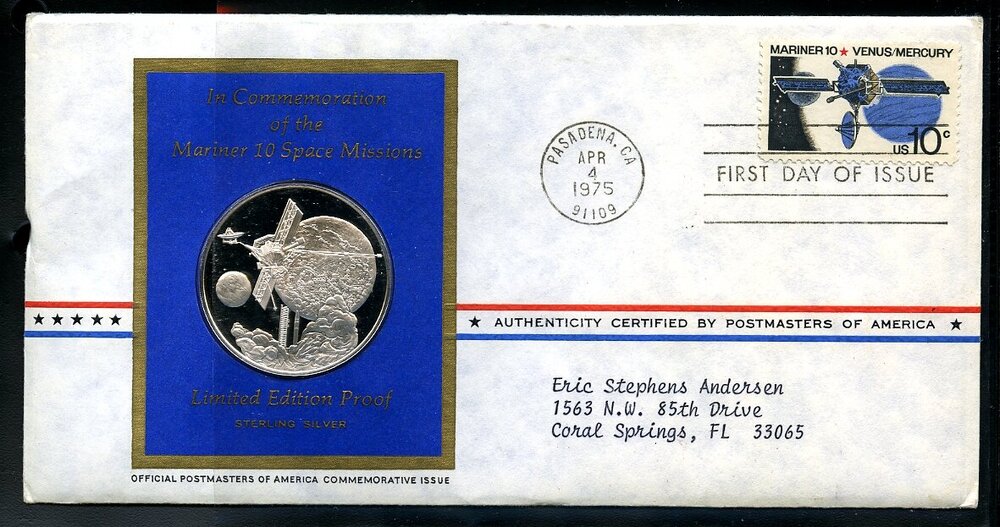 In Commemoration
of the
Mariner 10 Space Missions
Limited Edition Proof
STERLING SILVER
OFFICIAL POSTMASTERS OF AMERICA COMMEMORATIVE ISSUE
PASADENA, CA
APR
4
1975
91109
MARINER 10 ★ VENUS/MERCURY
US 10c
FIRST DAY OF ISSUE
★ ★ ★ ★ ★
★ AUTHENTICITY CERTIFIED BY POSTMASTERS OF AMERICA ★
Eric Stephens Andersen
1563 N.W. 85th Drive
Coral Springs, FL 33065